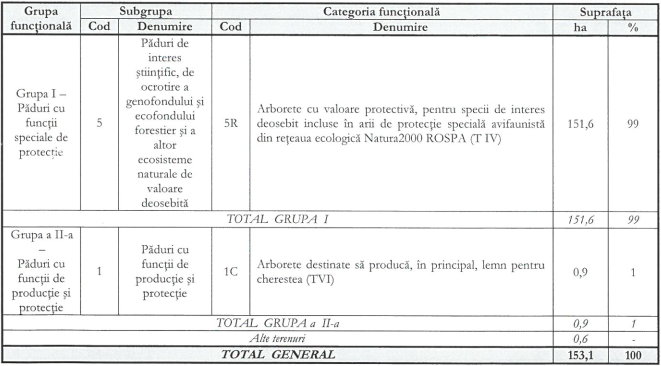 Grupa funcțională
Subgrupa
Categoria funcțională
Suprafața
Cod
Denumire
Cod
Denumire
ha
%
Grupa I –
Păduri cu
funcții
speciale de
protecție
5
Păduri de
interes
științific, de
ocrotire a
genofondului și
ecofondului
forestier și a
altor
ecosisteme
naturale de
valoare
deosebită
5R
Arborete cu valoare protectivă, pentru specii de interes
deosebit incluse în arii de protecție specială avifaunistă
din rețeaua ecologică Natura2000 ROSPA (T IV)
151,6
99
TOTAL GRUPA I
151,6
99
Grupa a II-a
–
Păduri cu
funcții de
producție și
protecție
1
Păduri cu
funcții de
producție și
protecție
1C
Arborete destinate să producă, în principal, lemn pentru
cherestea (TVI)
0,9
1
TOTAL GRUPA a II-a
0,9
1
Alte terenuri
0,6
-
TOTAL GENERAL
153,1
100